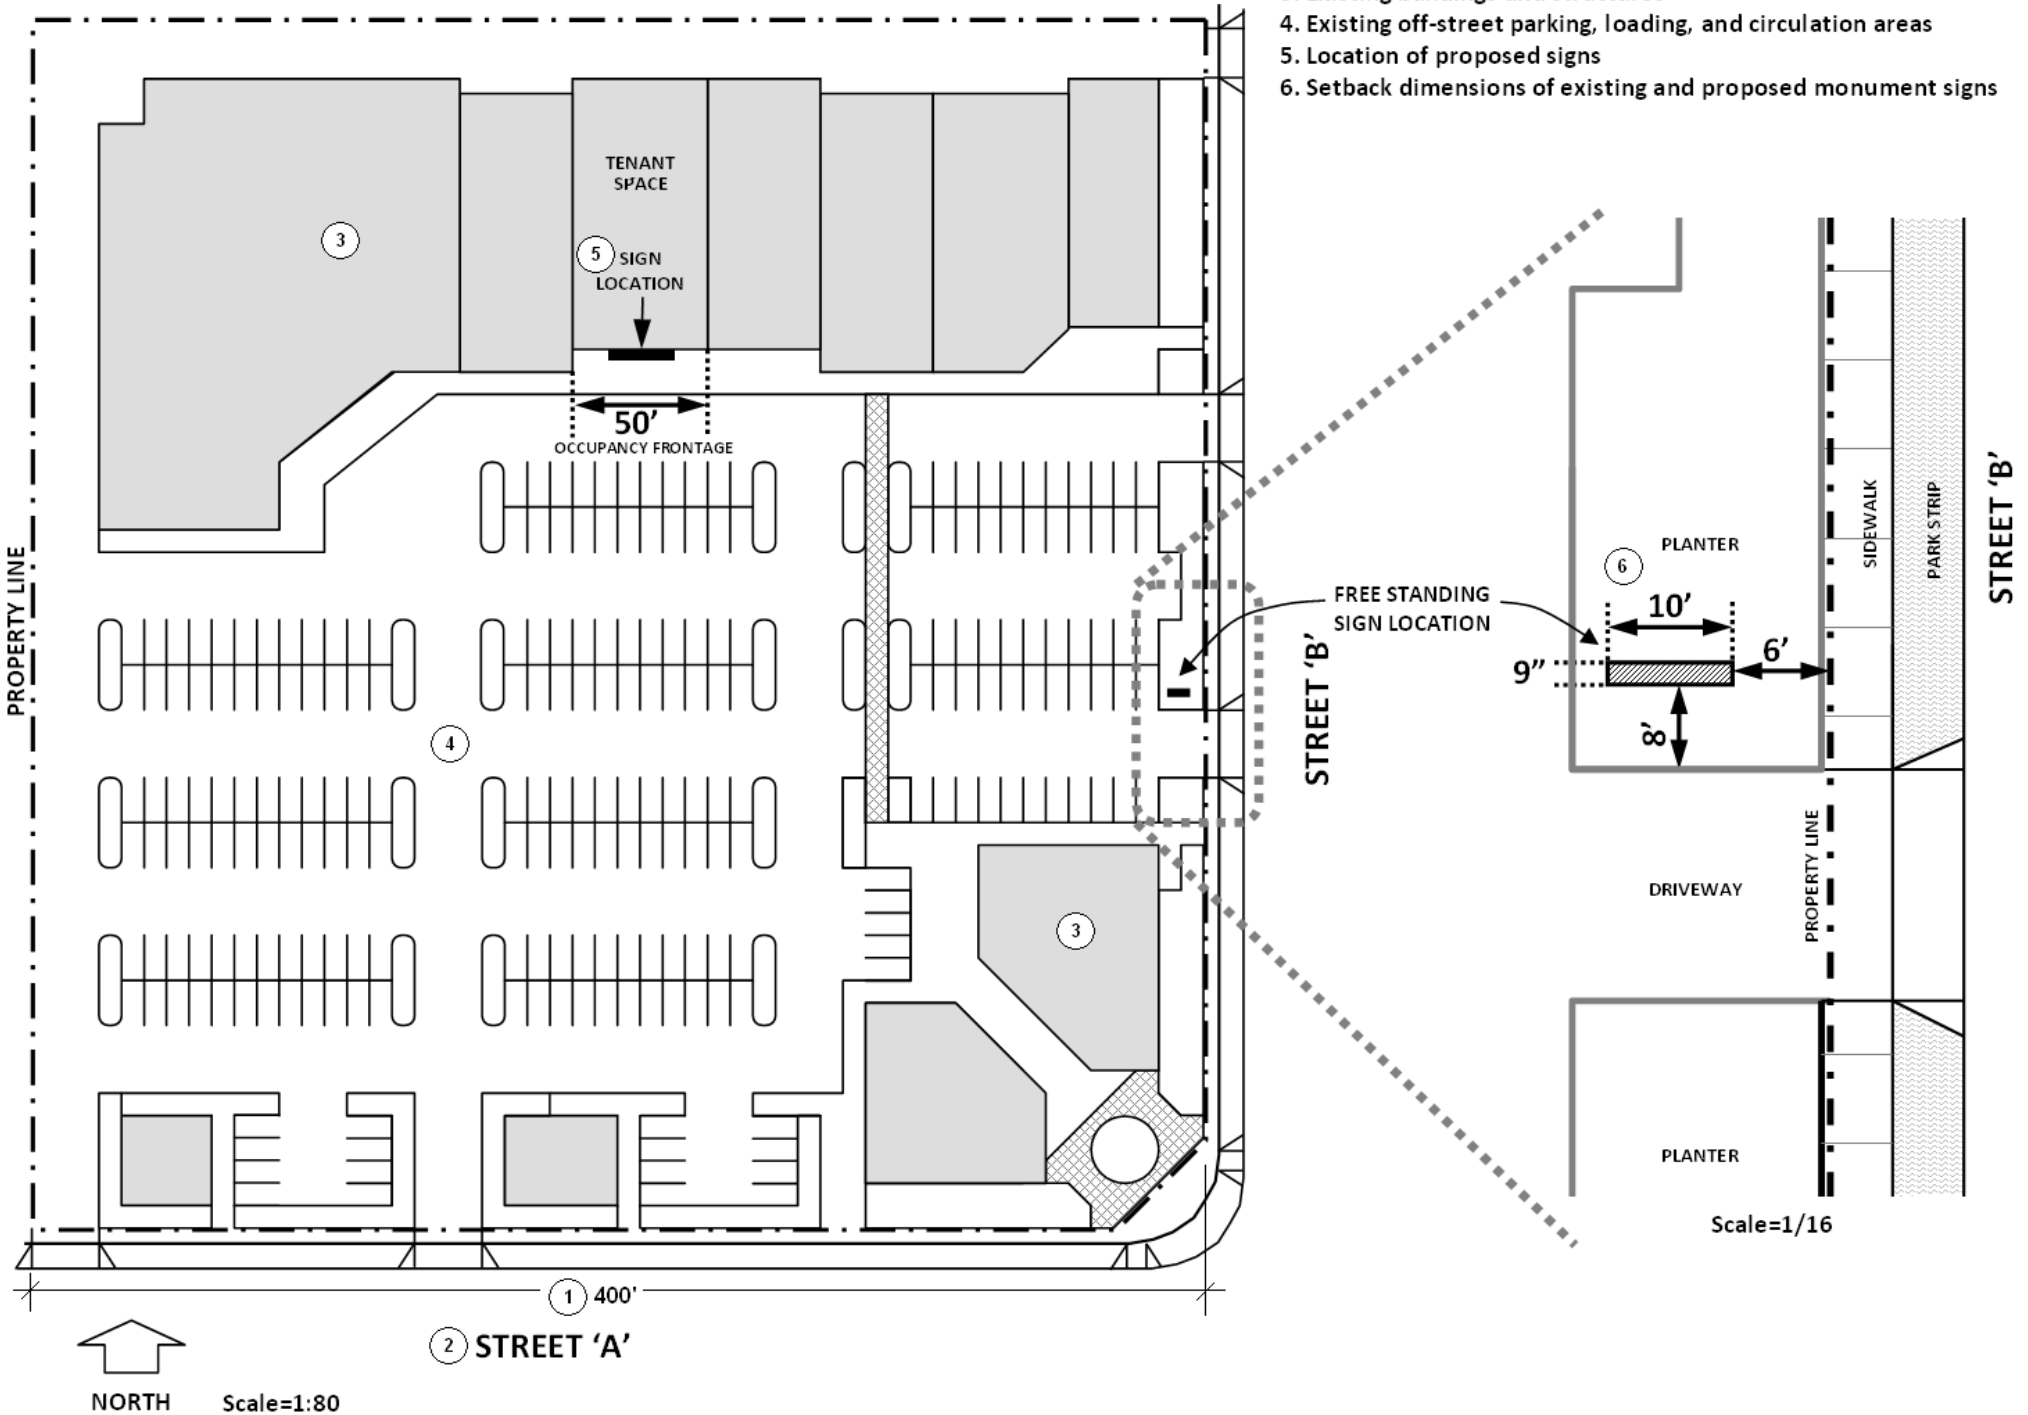 4. Existing off-street parking, loading, and circulation areas
5. Location of proposed signs
6. Setback dimensions of existing and proposed monument signs
TENANT
SPACE
3
5
SIGN
LOCATION
50’
OCCUPANCY FRONTAGE
PROPERTY LINE
4
3
FREE STANDING
SIGN LOCATION
STREET ‘B’
PLANTER
6
10’
9”
6’
8’
SIDEWALK
PARK STRIP
STREET ‘B’
DRIVEWAY
PROPERTY LINE
PLANTER
Scale=1/16
1 400'
2 STREET ‘A’
NORTH
Scale=1:80